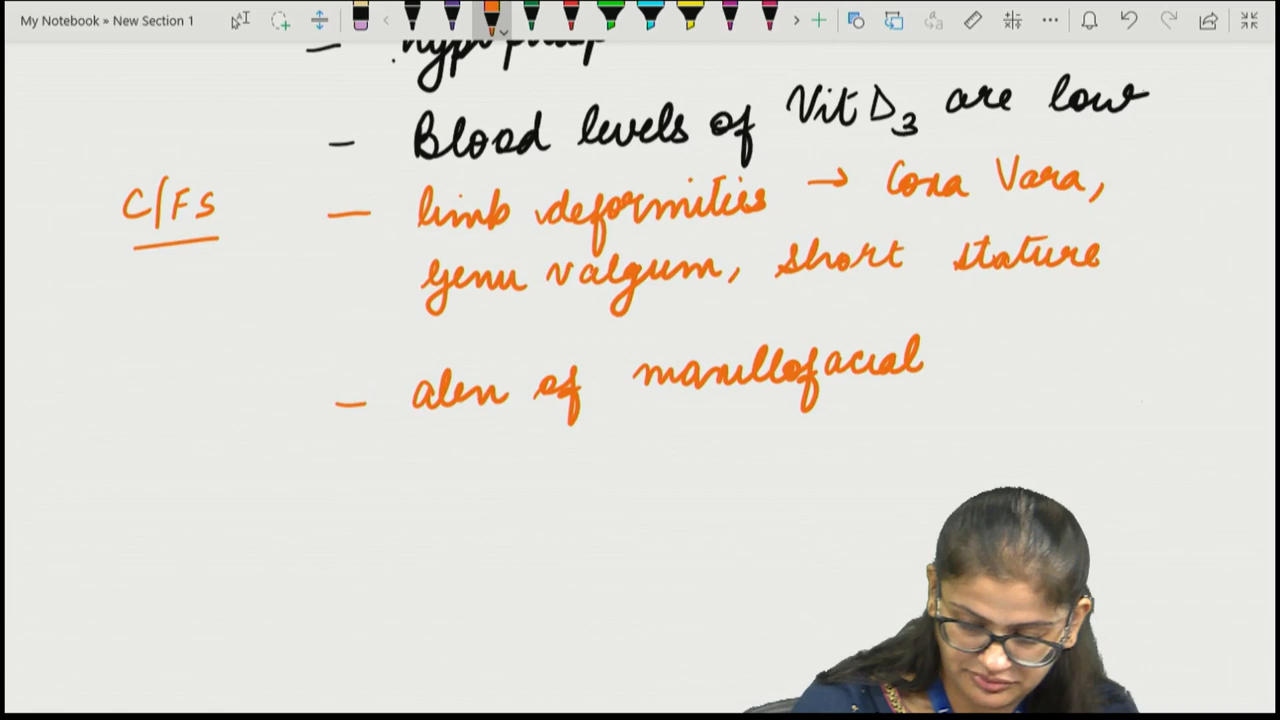 My Notebook » New Section 1
– Blood levels of Vit D3 are low
C/Fs – limb deformities → Coxa Vara,
genu valgum, short stature
– of maxillofacial